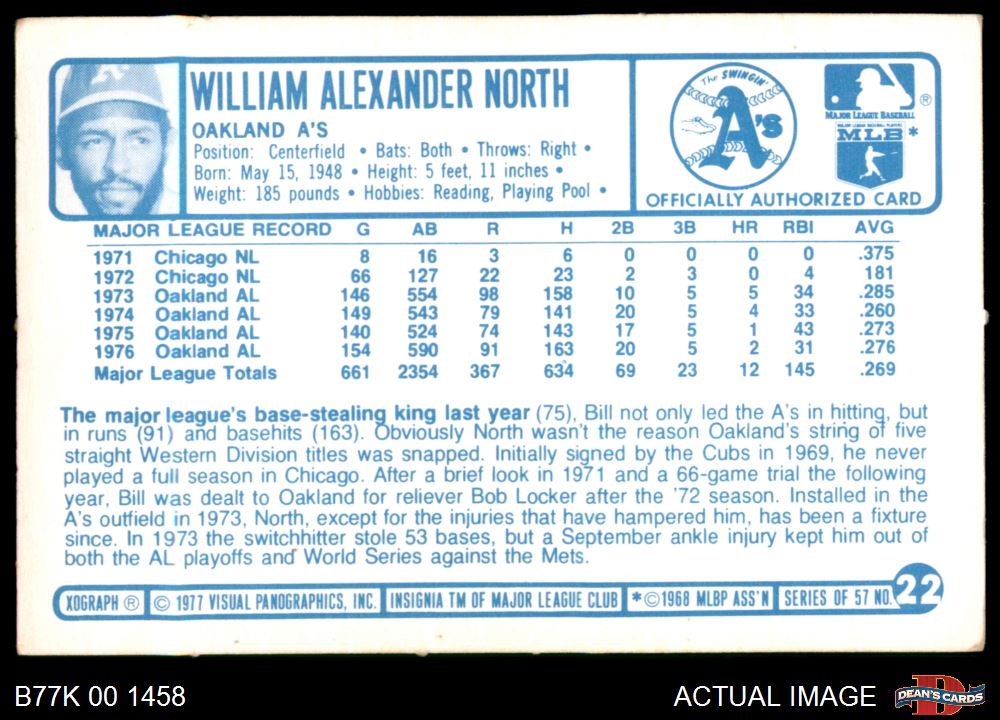 WILLIAM ALEXANDER NORTH
OAKLAND A'S
Position: Centerfield • Bats: Both • Throws: Right •
Born: May 15, 1948 • Height: 5 feet, 11 inches •
Weight: 185 pounds • Hobbies: Reading, Playing Pool •
The SWINGIN'
A's
MAJOR LEAGUE BASEBALL ®
MAJOR LEAGUE BASEBALL PLAYERS
MLB *
OFFICIALLY AUTHORIZED CARD
MAJOR LEAGUE RECORD G AB R H 2B 3B HR RBI AVG
1971 Chicago NL 8 16 3 6 0 0 0 0 .375
1972 Chicago NL 66 127 22 23 2 3 0 4 181
1973 Oakland AL 146 554 98 158 10 5 5 34 .285
1974 Oakland AL 149 543 79 141 20 5 4 33 .260
1975 Oakland AL 140 524 74 143 17 5 1 43 .273
1976 Oakland AL 154 590 91 163 20 5 2 31 .276
Major League Totals 661 2354 367 634 69 23 12 145 .269
The major league's base-stealing king last year (75), Bill not only led the A's in hitting, but
in runs (91) and basehits (163). Obviously North wasn't the reason Oakland's string of five
straight Western Division titles was snapped. Initially signed by the Cubs in 1969, he never
played a full season in Chicago. After a brief look in 1971 and a 66-game trial the following
year, Bill was dealt to Oakland for reliever Bob Locker after the '72 season. Installed in the
A's outfield in 1973, North, except for the injuries that have hampered him, has been a fixture
since. In 1973 the switchhitter stole 53 bases, but a September ankle injury kept him out of
both the AL playoffs and World Series against the Mets.
XOGRAPH ® © 1977 VISUAL PANOGRAPHICS, INC. INSIGNIA TM OF MAJOR LEAGUE CLUB *©1968 MLBP ASS'N SERIES OF 57 NO. 22
B77K 00 1458
ACTUAL IMAGE
DEAN'S CARDS